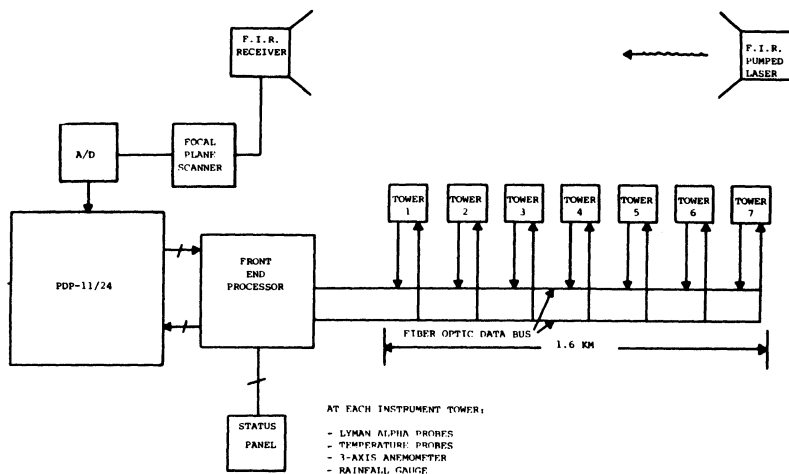 F.I.R.
RECEIVER
F.I.R.
PUMPED
LASER
A/D
FOCAL
PLANE
SCANNER
TOWER
1
TOWER
2
TOWER
3
TOWER
4
TOWER
5
TOWER
6
TOWER
7
PDP-11/24
FRONT
END
PROCESSOR
FIBER OPTIC DATA BUS
1.6 KM
STATUS
PANEL
AT EACH INSTRUMENT TOWER:
- LYMAN ALPHA PROBES
- TEMPERATURE PROBES
- 3-AXIS ANEMOMETER
- RAINFALL GAUGE